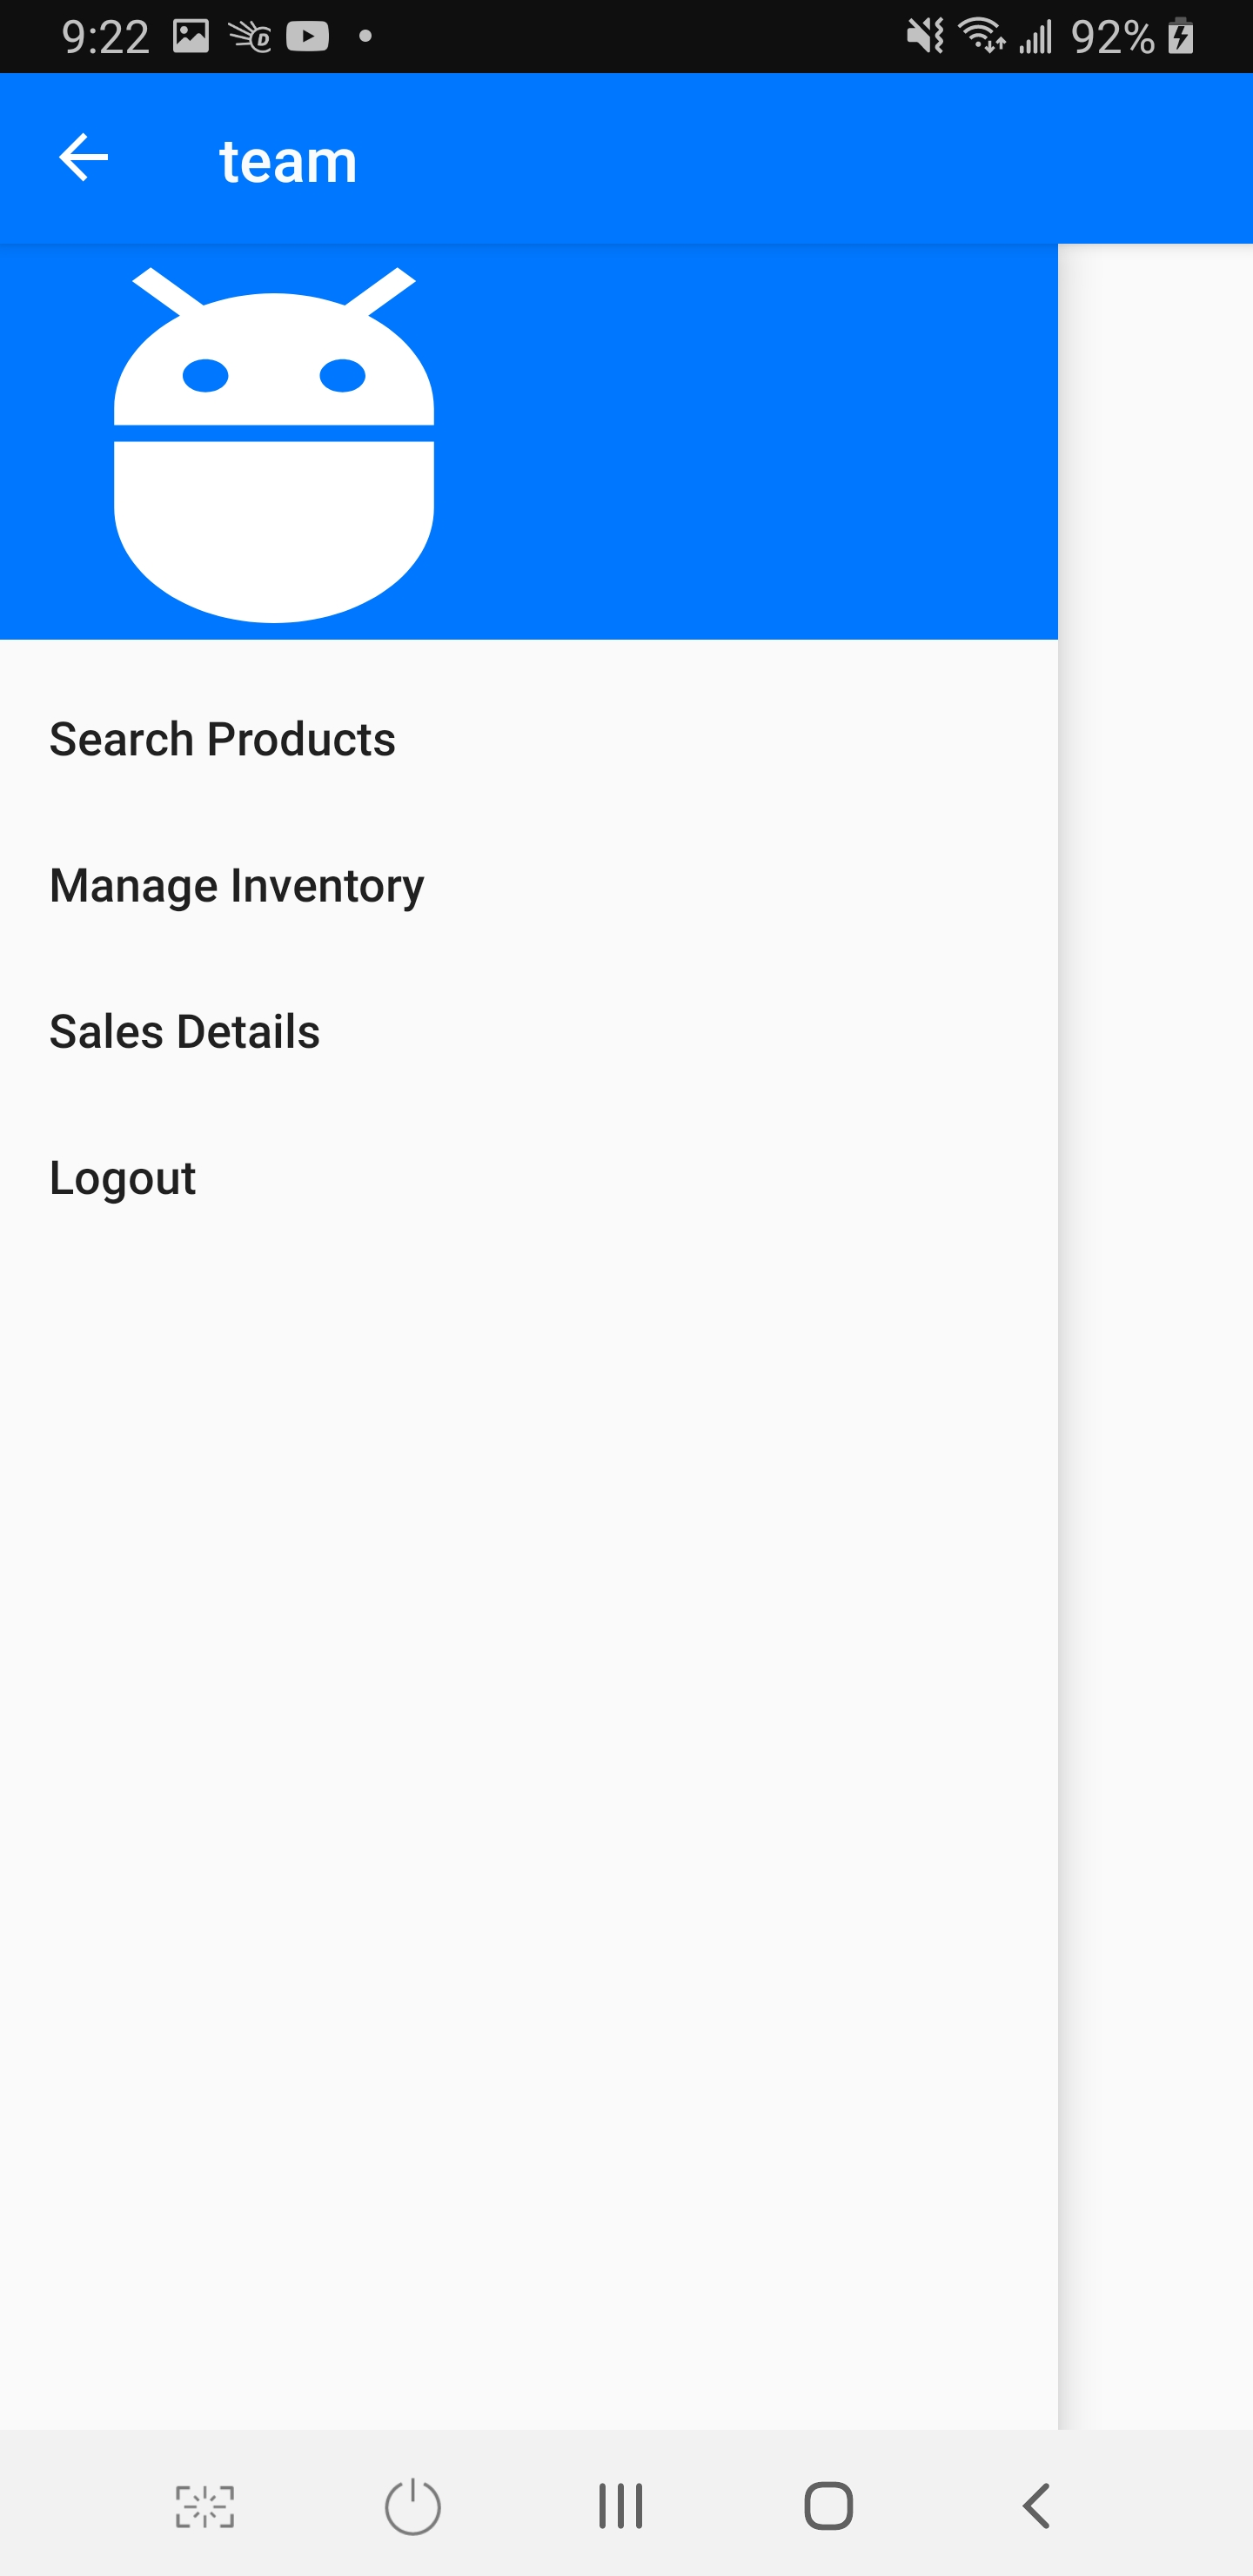 9:22 92%
team
Search Products
Manage Inventory
Sales Details
Logout